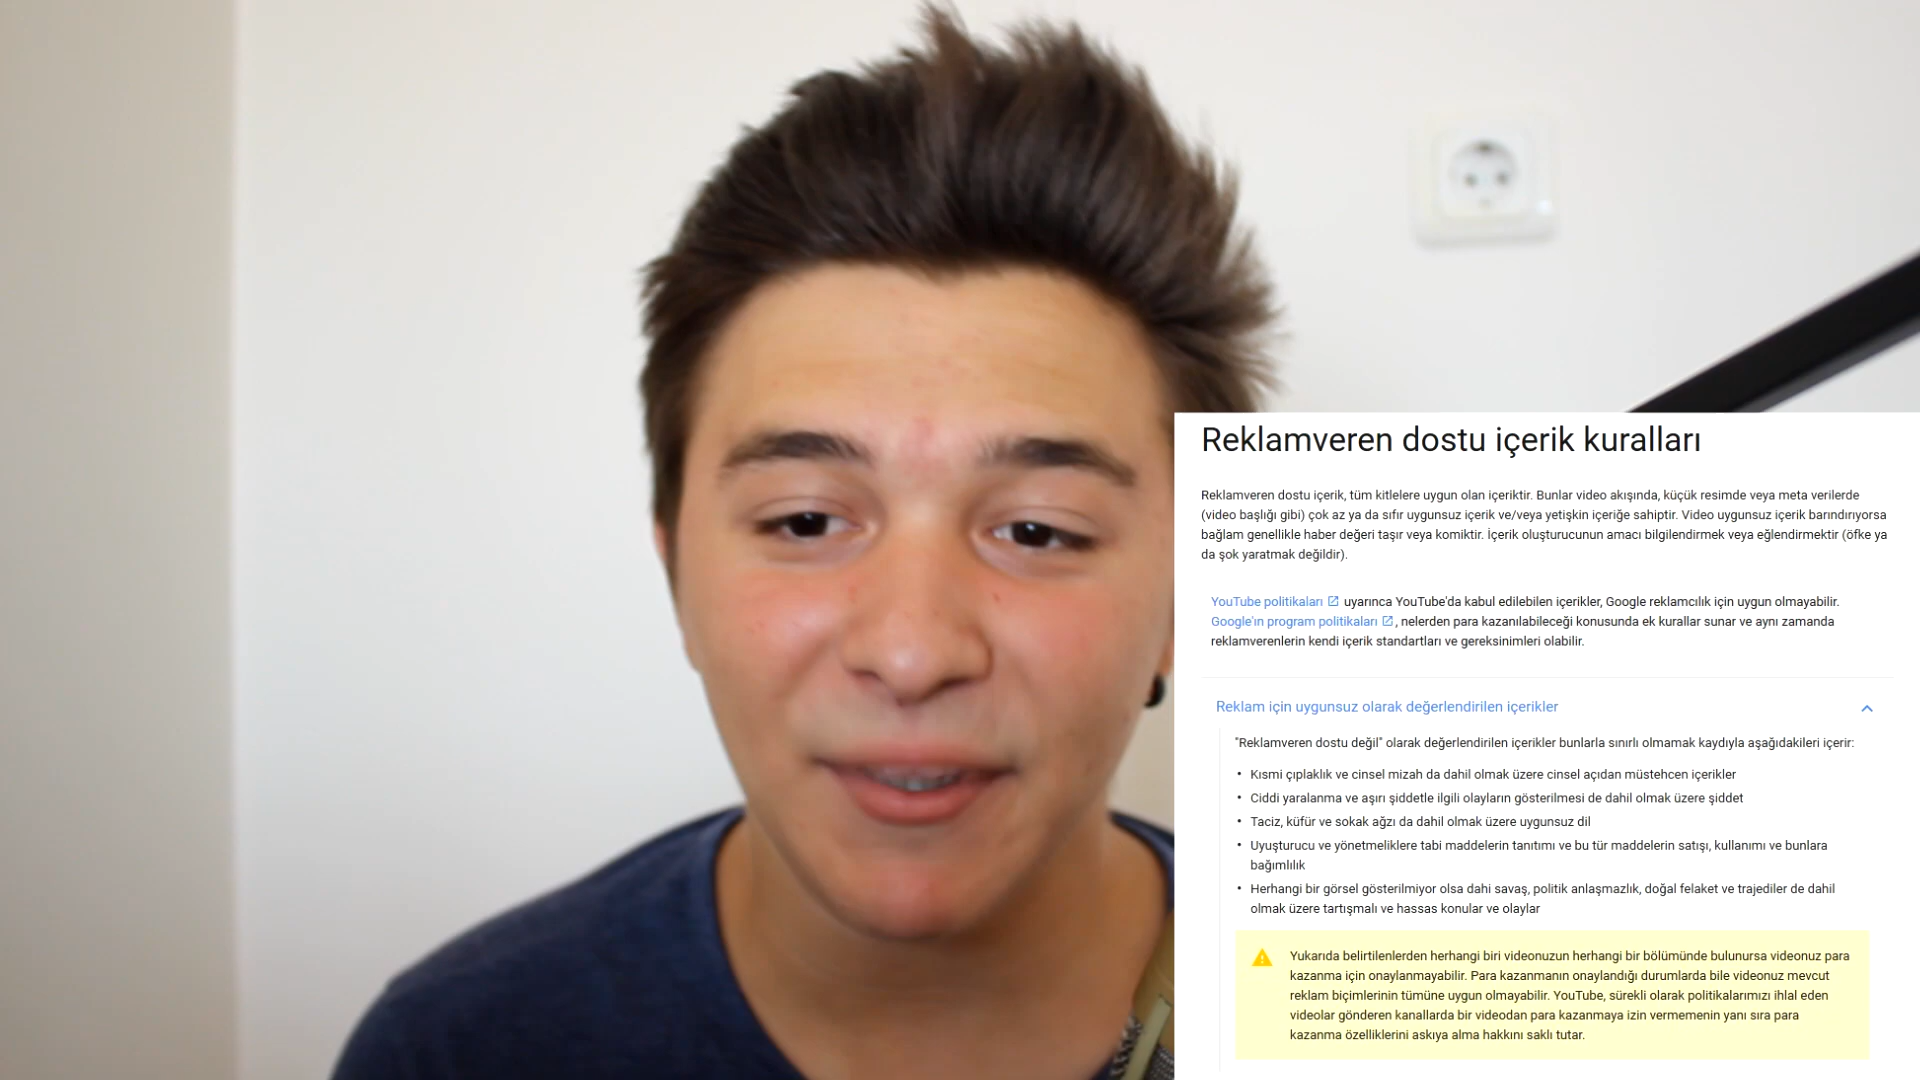 Reklamveren dostu içerik kuralları
Reklamveren dostu içerik, tüm kitlelere uygun olan içeriktir. Bunlar video akışında, küçük resimde veya meta verilerde
(video başlığı gibi) çok az ya da sıfır uygunsuz içerik ve/veya yetişkin içeriğe sahiptir. Video uygunsuz içerik barındırıyorsa
bağlam genellikle haber değeri taşır veya komiktir. İçerik oluşturucunun amacı bilgilendirmek veya eğlendirmektir (öfke ya
da şok yaratmak değildir).
YouTube politikaları uyarınca YouTube'da kabul edilebilen içerikler, Google reklamcılık için uygun olmayabilir.
Google'ın program politikaları , nelerden para kazanılabileceği konusunda ek kurallar sunar ve aynı zamanda
reklamverenlerin kendi içerik standartları ve gereksinimleri olabilir.
Reklam için uygunsuz olarak değerlendirilen içerikler
"Reklamveren dostu değil" olarak değerlendirilen içerikler bunlarla sınırlı olmamak kaydıyla aşağıdakileri içerir:
• Kısmi çıplaklık ve cinsel mizah da dahil olmak üzere cinsel açıdan müstehcen içerikler
• Ciddi yaralanma ve aşırı şiddetle ilgili olayların gösterilmesi de dahil olmak üzere şiddet
• Taciz, küfür ve sokak ağzı da dahil olmak üzere uygunsuz dil
• Uyuşturucu ve yönetmeliklere tabi maddelerin tanıtımı ve bu tür maddelerin satışı, kullanımı ve bunlara
bağımlılık
• Herhangi bir görsel gösterilmiyor olsa dahi savaş, politik anlaşmazlık, doğal felaket ve trajediler de dahil
olmak üzere tartışmalı ve hassas konular ve olaylar
Yukarıda belirtilenlerden herhangi biri videonuzun herhangi bir bölümünde bulunursa videonuz para
kazanma için onaylanmayabilir. Para kazanmanın onaylandığı durumlarda bile videonuz mevcut
reklam biçimlerinin tümüne uygun olmayabilir. YouTube, sürekli olarak politikalarımızı ihlal eden
videolar gönderen kanallarda bir videodan para kazanmaya izin vermemenin yanı sıra para
kazanma özelliklerini askıya alma hakkını saklı tutar.